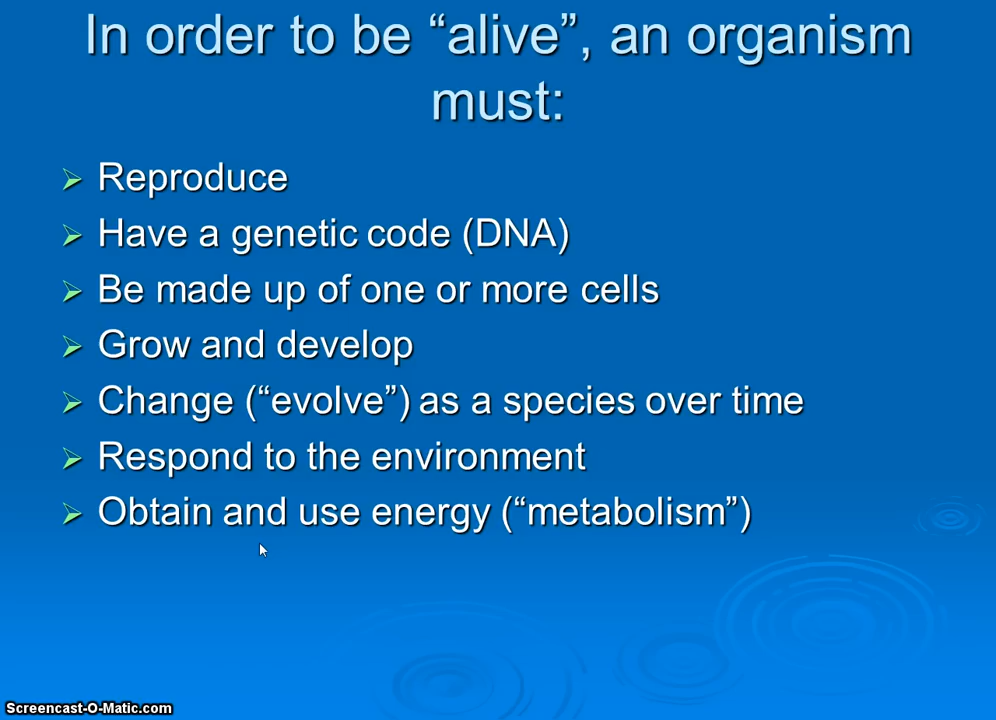 In order to be “alive”, an organism
must:
Reproduce
Have a genetic code (DNA)
Be made up of one or more cells
Grow and develop
Change (“evolve”) as a species over time
Respond to the environment
Obtain and use energy (“metabolism”)
Screencast-O-Matic.com